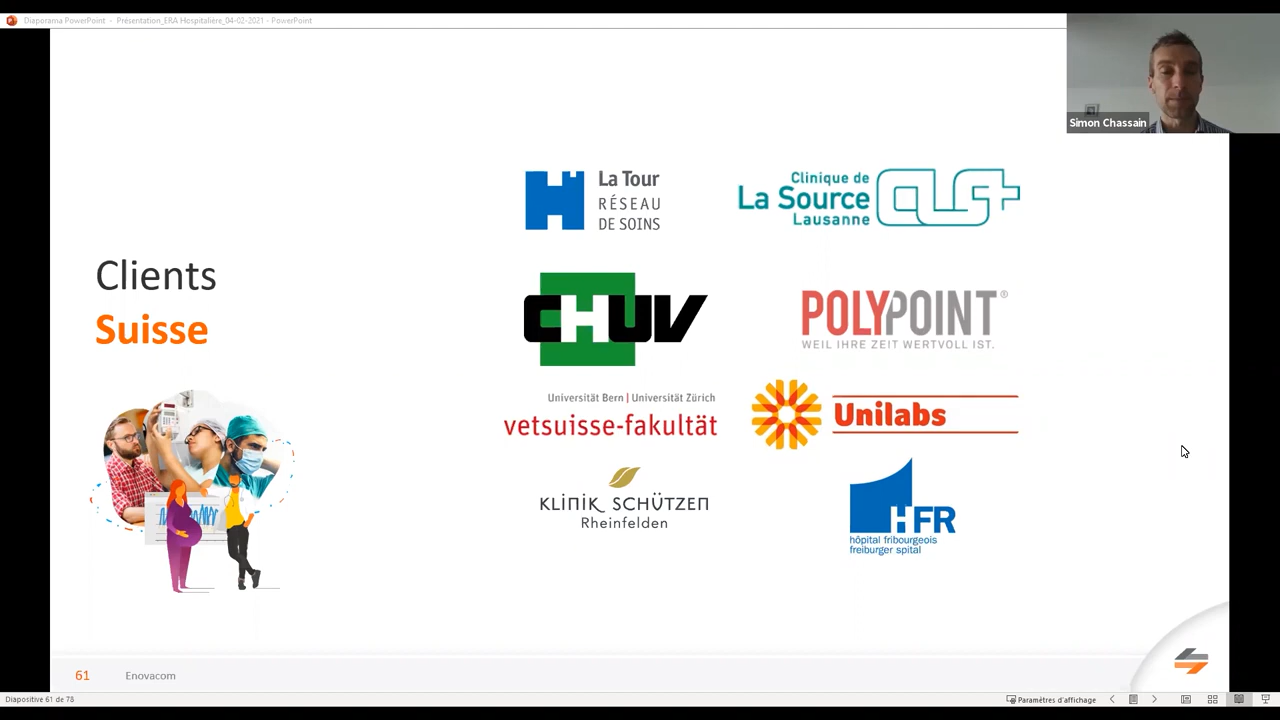 Diaporama PowerPoint - Présentation_ERA Hospitalière_04-02-2021 - PowerPoint
Simon Chassain
Clients
Suisse
La Tour
RÉSEAU
DE SOINS
Clinique de
La Source
Lausanne
CLS+
CHUV
POLYPOINT®
WEIL IHRE ZEIT WERTVOLL IST.
Universität Bern | Universität Zürich
vetsuisse-fakultät
Unilabs
KLINIK SCHÜTZEN
Rheinfelden
HFR
hôpital fribourgeois
freiburger spital
61 Enovacom
Diapositive 61 de 78
Paramètres d'affichage